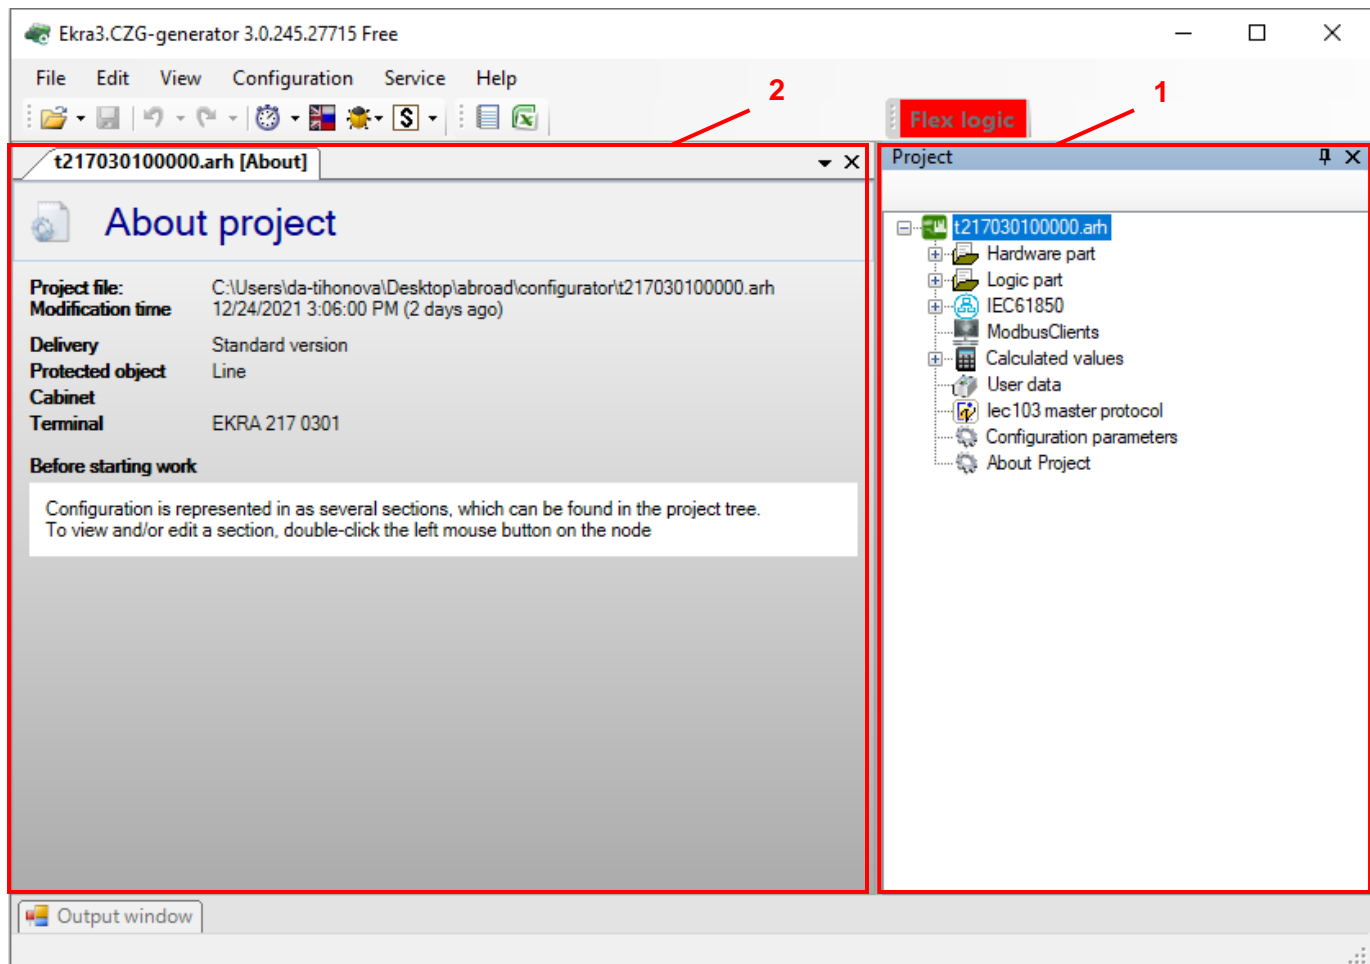 Ekra3.CZG-generator 3.0.245.27715 Free
File Edit View Configuration Service Help
2
1
Flex logic
t217030100000.arh [About]
Project
About project
t217030100000.arh
Hardware part
Logic part
IEC61850
ModbusClients
Calculated values
User data
Iec103 master protocol
Configuration parameters
About Project
Project file: C:\Users\da-tihonova\Desktop\abroad\configurator\t217030100000.arh
Modification time 12/24/2021 3:06:00 PM (2 days ago)
Delivery Standard version
Protected object Line
Cabinet
Terminal EKRA 217 0301
Before starting work
Configuration is represented in as several sections, which can be found in the project tree.
To view and/or edit a section, double-click the left mouse button on the node
Output window